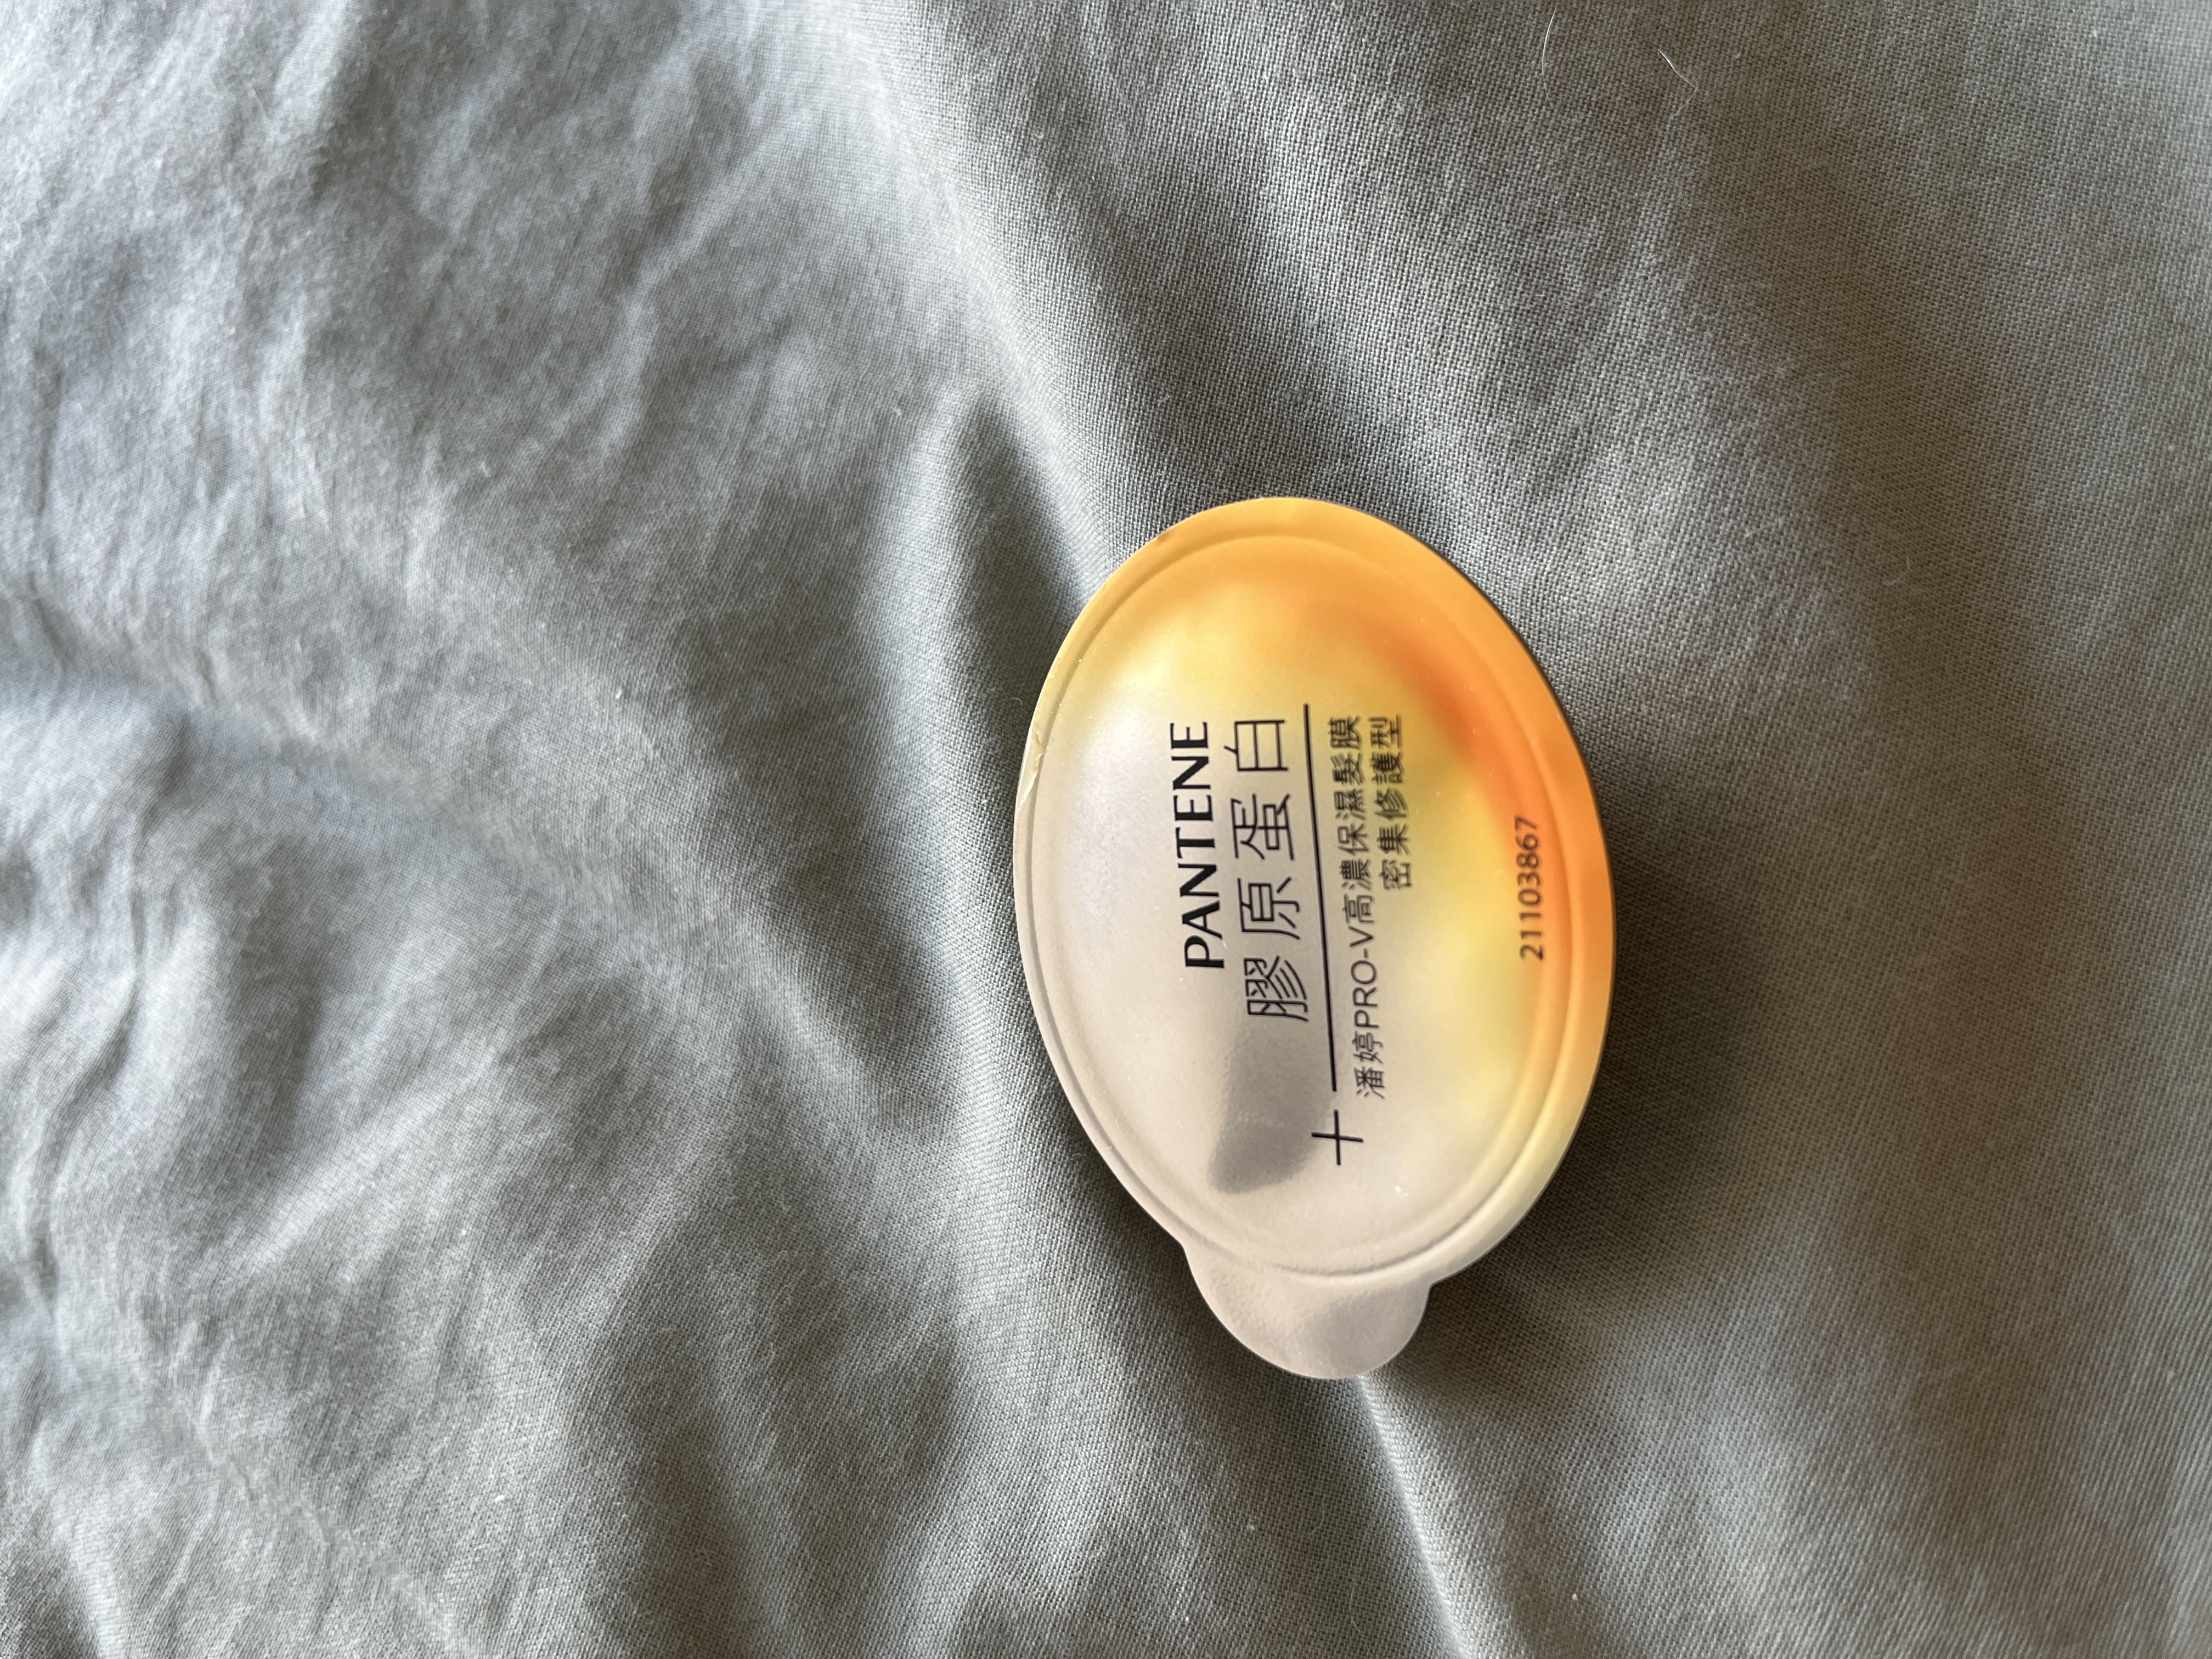 PANTENE
膠原蛋白
+
潘婷PRO-V高濃保濕髮膜
密集修護型
21103867